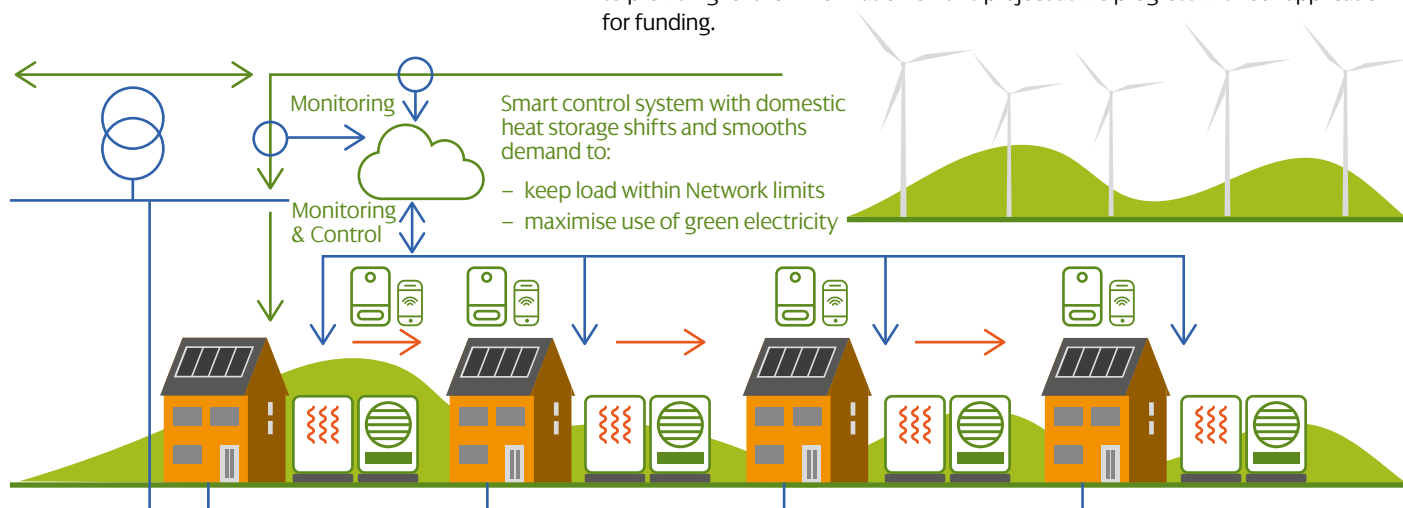 for funding.
Monitoring
Smart control system with domestic
heat storage shifts and smooths
demand to:
– keep load within Network limits
– maximise use of green electricity
Monitoring
& Control